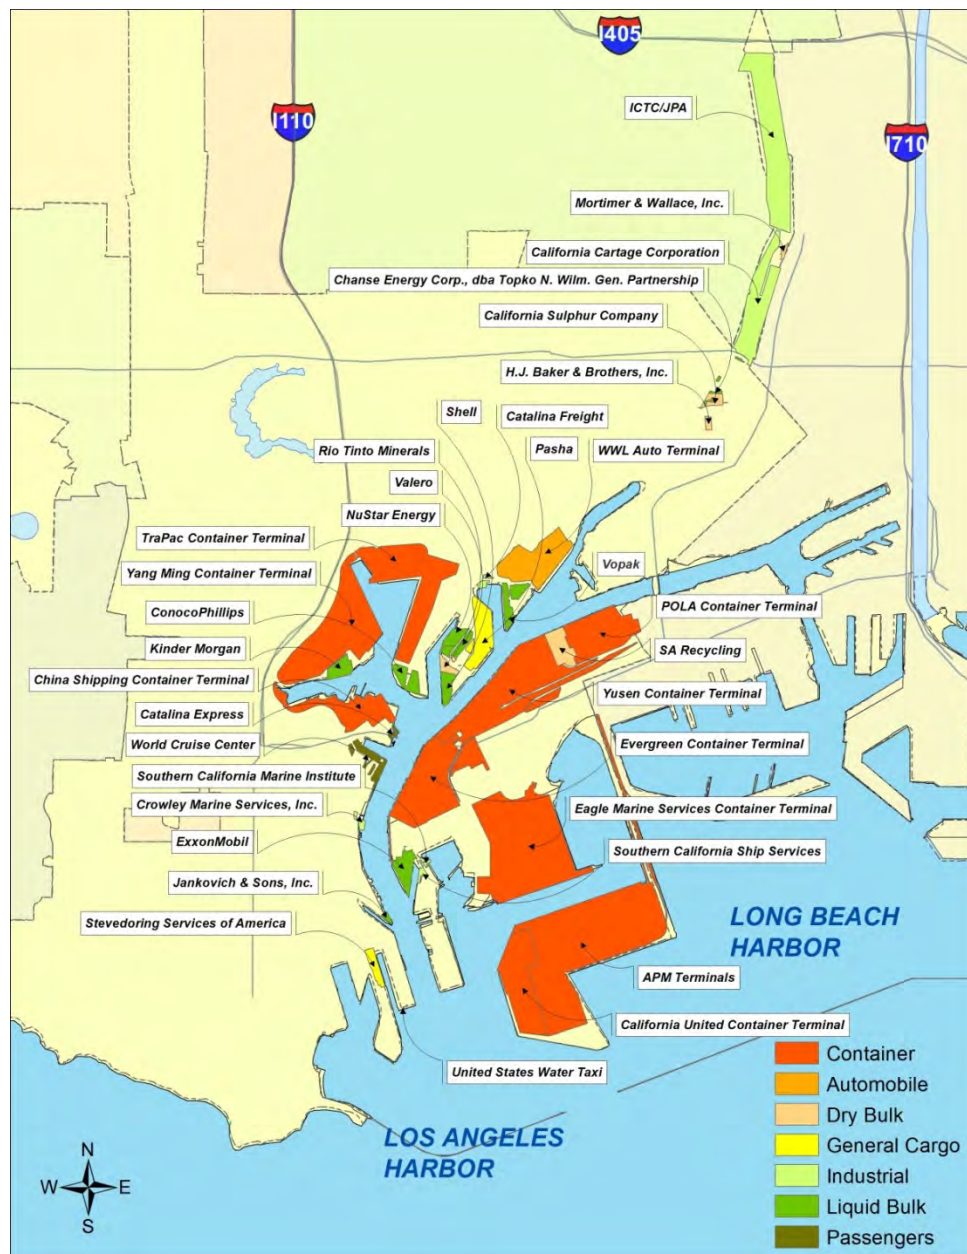 I405
I110
ICTC/JPA
I710
Mortimer & Wallace, Inc.
California Cartage Corporation
Chanse Energy Corp., dba Topko N. Wilm. Gen. Partnership
California Sulphur Company
H.J. Baker & Brothers, Inc.
Shell
Catalina Freight
Rio Tinto Minerals
Pasha
WWL Auto Terminal
Valero
NuStar Energy
TraPac Container Terminal
Vopak
Yang Ming Container Terminal
ConocoPhillips
POLA Container Terminal
Kinder Morgan
SA Recycling
China Shipping Container Terminal
Yusen Container Terminal
Catalina Express
World Cruise Center
Evergreen Container Terminal
Southern California Marine Institute
Crowley Marine Services, Inc.
Eagle Marine Services Container Terminal
ExxonMobil
Southern California Ship Services
Jankovich & Sons, Inc.
Stevedoring Services of America
LONG BEACH
HARBOR
APM Terminals
California United Container Terminal
United States Water Taxi
LOS ANGELES
HARBOR
Container
Automobile
Dry Bulk
General Cargo
Industrial
Liquid Bulk
Passengers
N
W E
S